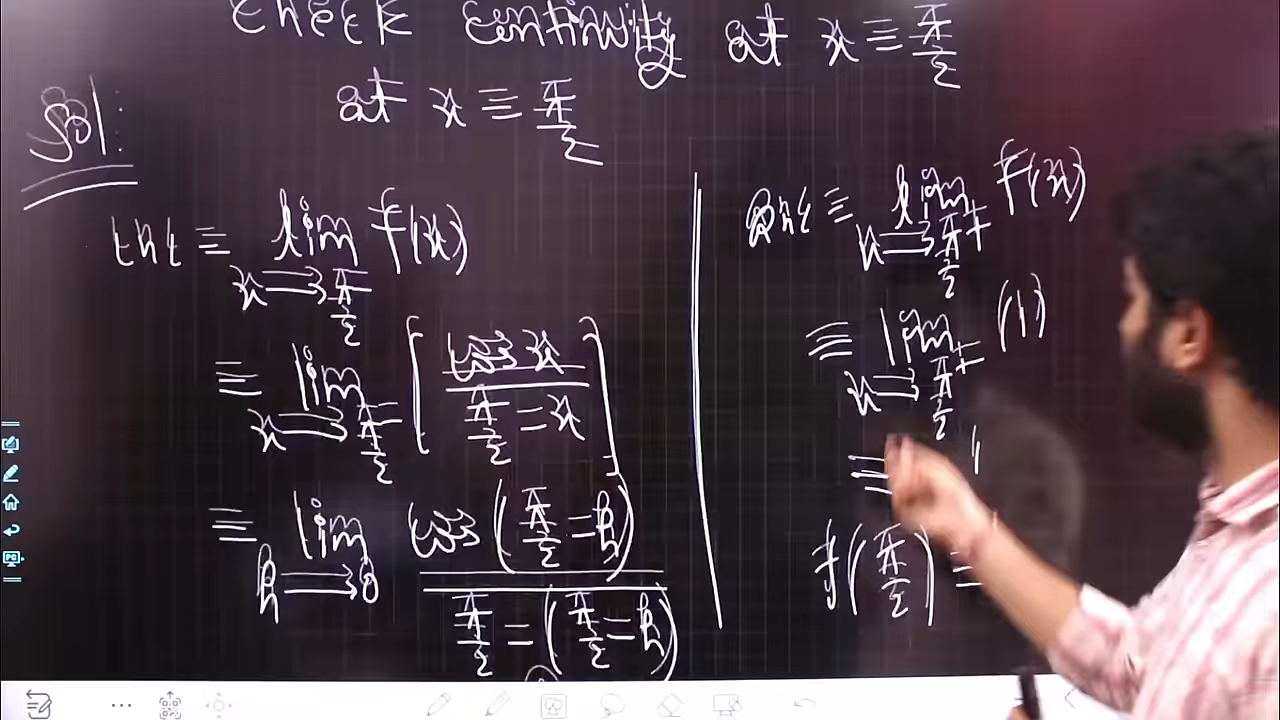 Check Continuity at x = π/2
at x = π/2
Sol:
LHL = lim f(x)
x → π/2⁻
= lim [cos x / (π/2 - x)]
x → π/2⁻
= lim cos(π/2 - h) / (π/2 - (π/2 - h))
h → 0
RHL = lim f(x)
x → π/2⁺
= lim (1)
x → π/2⁺
= 1
f(π/2) =